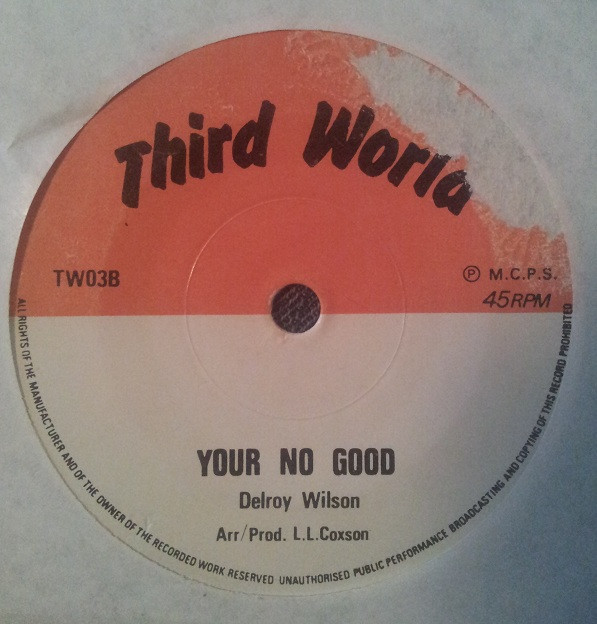 Third World
TW03B
℗ M.C.P.S.
45RPM
YOUR NO GOOD
Delroy Wilson
Arr/Prod. L.L.Coxson
ALL RIGHTS OF THE MANUFACTURER AND OF THE OWNER OF THE RECORDED WORK RESERVED UNAUTHORISED PUBLIC PERFORMANCE BROADCASTING AND COPYING OF THIS RECORD PROHIBITED